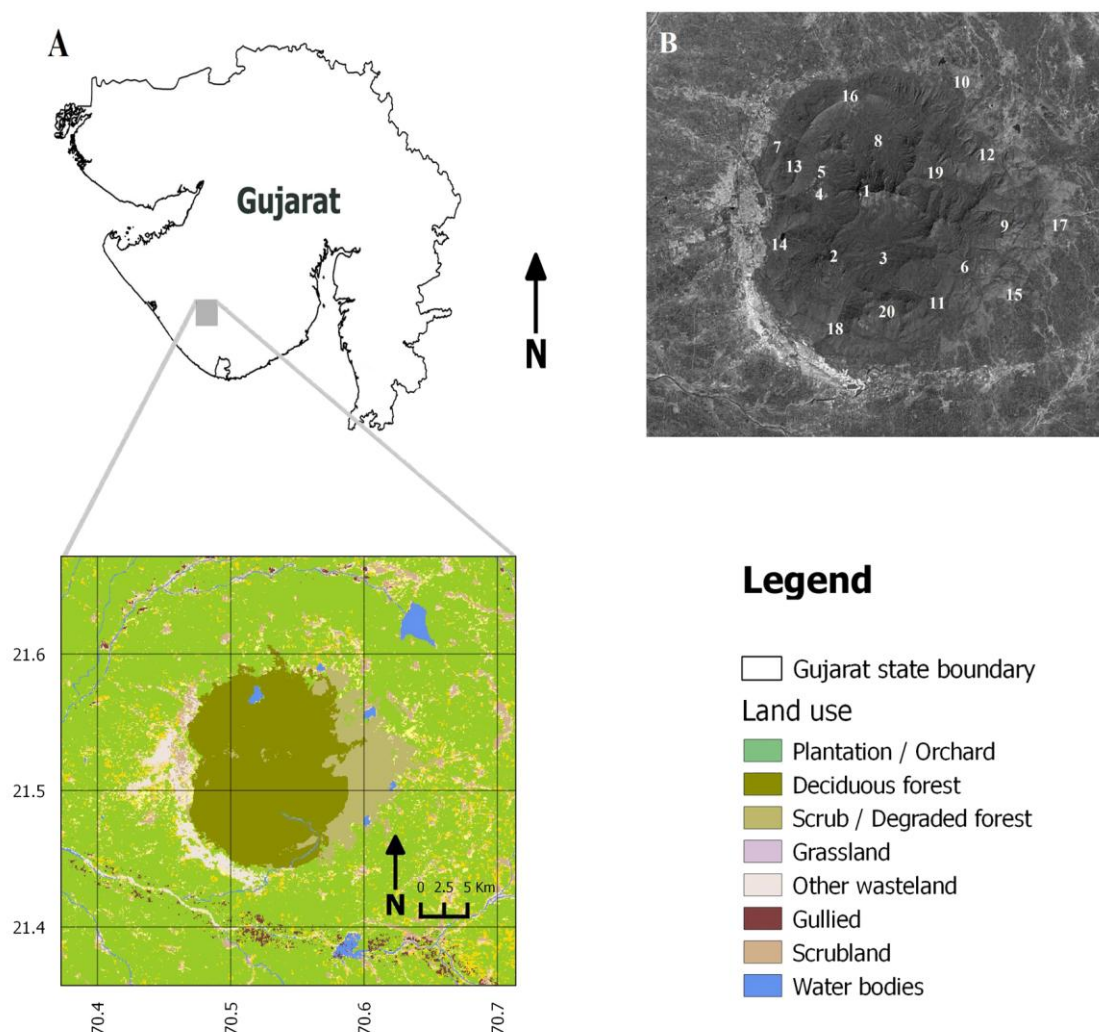 A
Gujarat
N
B
10
16
7
8
12
13
5
19
4
1
9
17
14
2
3
6
15
11
20
18
21.6
21.5
21.4
N
0 2.5 5 Km
70.4
70.5
70.6
70.7
Legend
Gujarat state boundary
Land use
Plantation / Orchard
Deciduous forest
Scrub / Degraded forest
Grassland
Other wasteland
Gullied
Scrubland
Water bodies